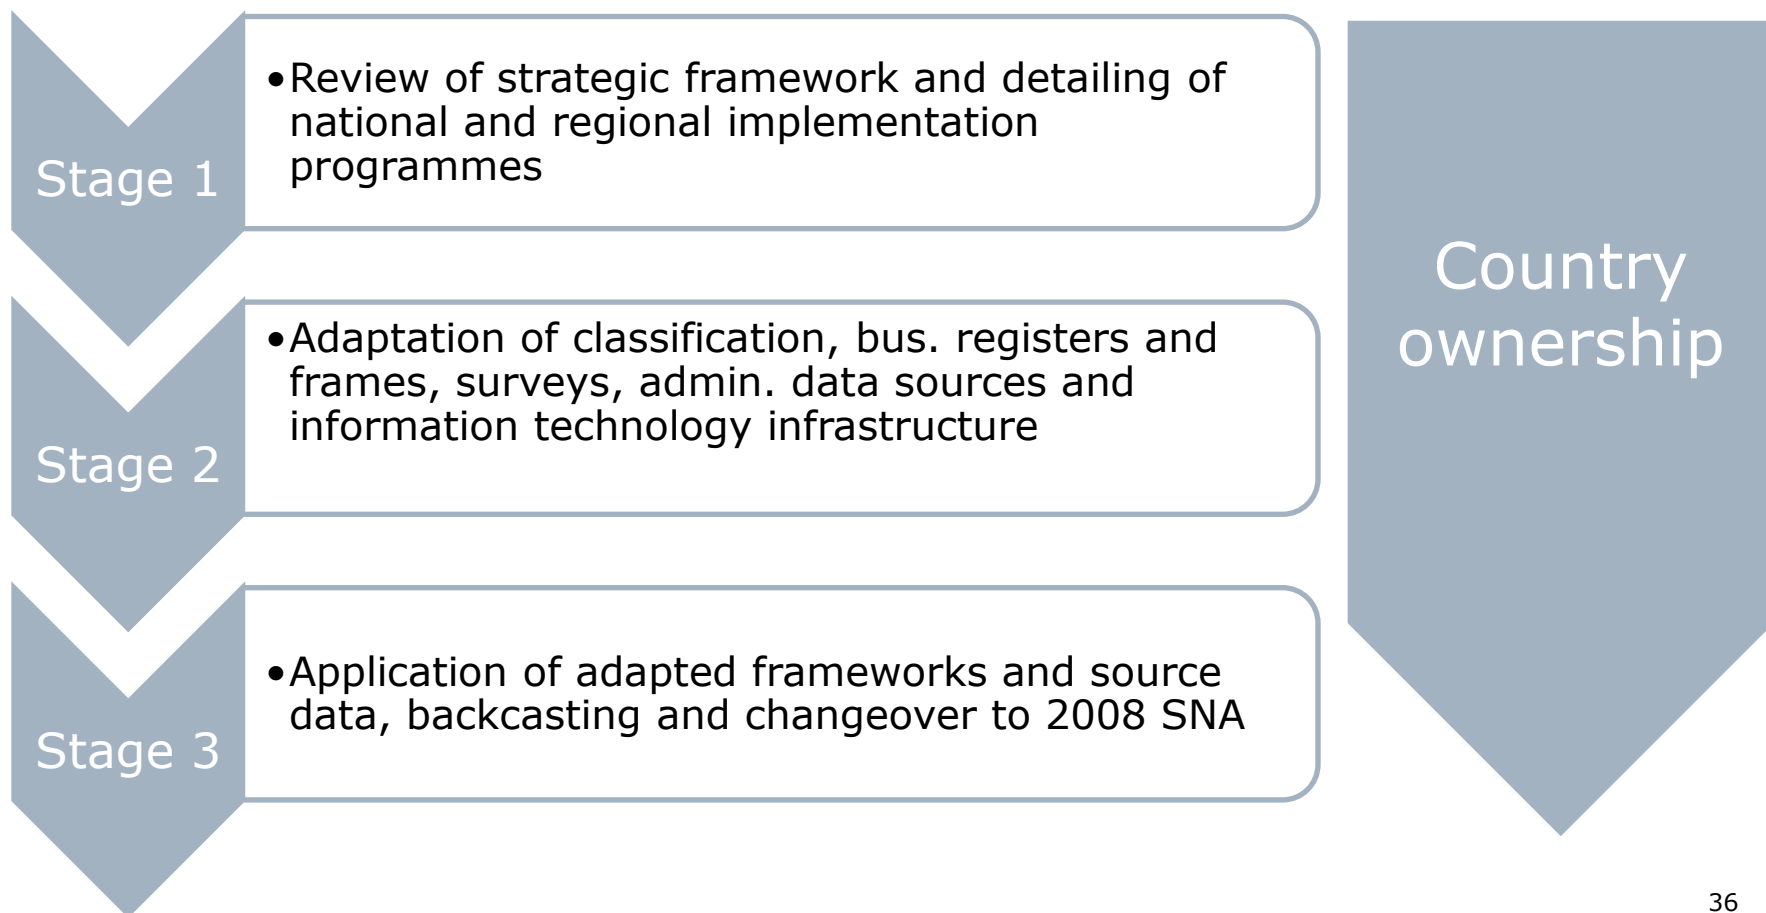 Stage 1
•Review of strategic framework and detailing of
national and regional implementation
programmes
Stage 2
•Adaptation of classification, bus. registers and
frames, surveys, admin. data sources and
information technology infrastructure
Stage 3
•Application of adapted frameworks and source
data, backcasting and changeover to 2008 SNA
Country
ownership
36